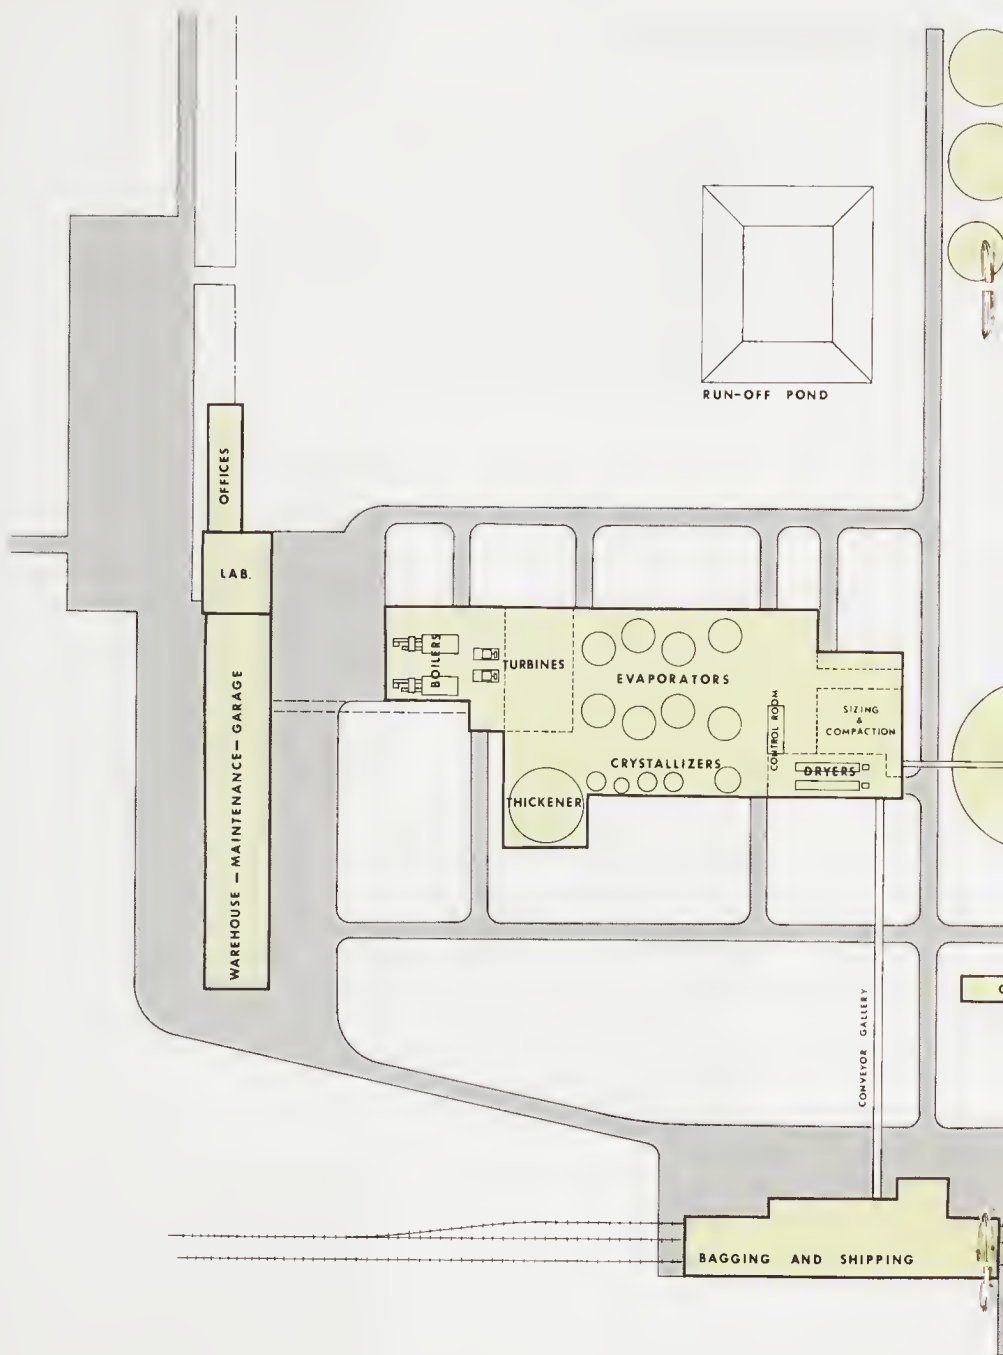 RUN-OFF POND
OFFICES
LAB.
WAREHOUSE — MAINTENANCE — GARAGE
BOILERS
TURBINES
EVAPORATORS
CONTROL ROOM
SIZING
&
COMPACTION
CRYSTALLIZERS
DRYERS
THICKENER
CONVEYOR GALLERY
BAGGING AND SHIPPING